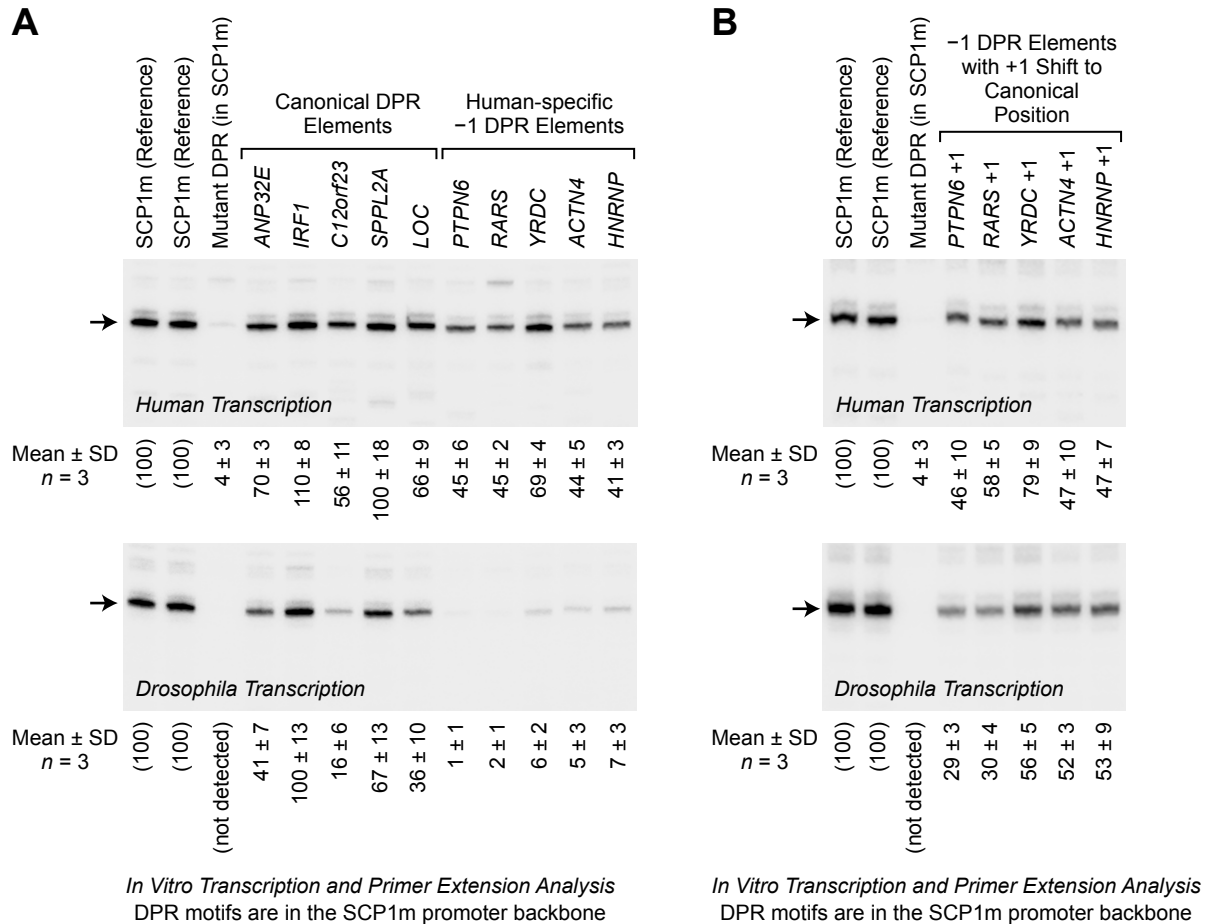 A
SCP1m (Reference)
SCP1m (Reference)
Mutant DPR (in SCP1m)
Canonical DPR
Elements
ANP32E
IRF1
C12orf23
SPPL2A
LOC
Human-specific
−1 DPR Elements
PTPN6
RARS
YRDC
ACTN4
HNRNP
Human Transcription
Mean ± SD
n = 3
(100)
(100)
4 ± 3
70 ± 3
110 ± 8
56 ± 11
100 ± 18
66 ± 9
45 ± 6
45 ± 2
69 ± 4
44 ± 5
41 ± 3
Drosophila Transcription
Mean ± SD
n = 3
(100)
(100)
(not detected)
41 ± 7
100 ± 13
16 ± 6
67 ± 13
36 ± 10
1 ± 1
2 ± 1
6 ± 2
5 ± 3
7 ± 3
In Vitro Transcription and Primer Extension Analysis
DPR motifs are in the SCP1m promoter backbone
B
SCP1m (Reference)
SCP1m (Reference)
Mutant DPR (in SCP1m)
−1 DPR Elements
with +1 Shift to
Canonical
Position
PTPN6 +1
RARS +1
YRDC +1
ACTN4 +1
HNRNP +1
Human Transcription
Mean ± SD
n = 3
(100)
(100)
4 ± 3
46 ± 10
58 ± 5
79 ± 9
47 ± 10
47 ± 7
Drosophila Transcription
Mean ± SD
n = 3
(100)
(100)
(not detected)
29 ± 3
30 ± 4
56 ± 5
52 ± 3
53 ± 9
In Vitro Transcription and Primer Extension Analysis
DPR motifs are in the SCP1m promoter backbone